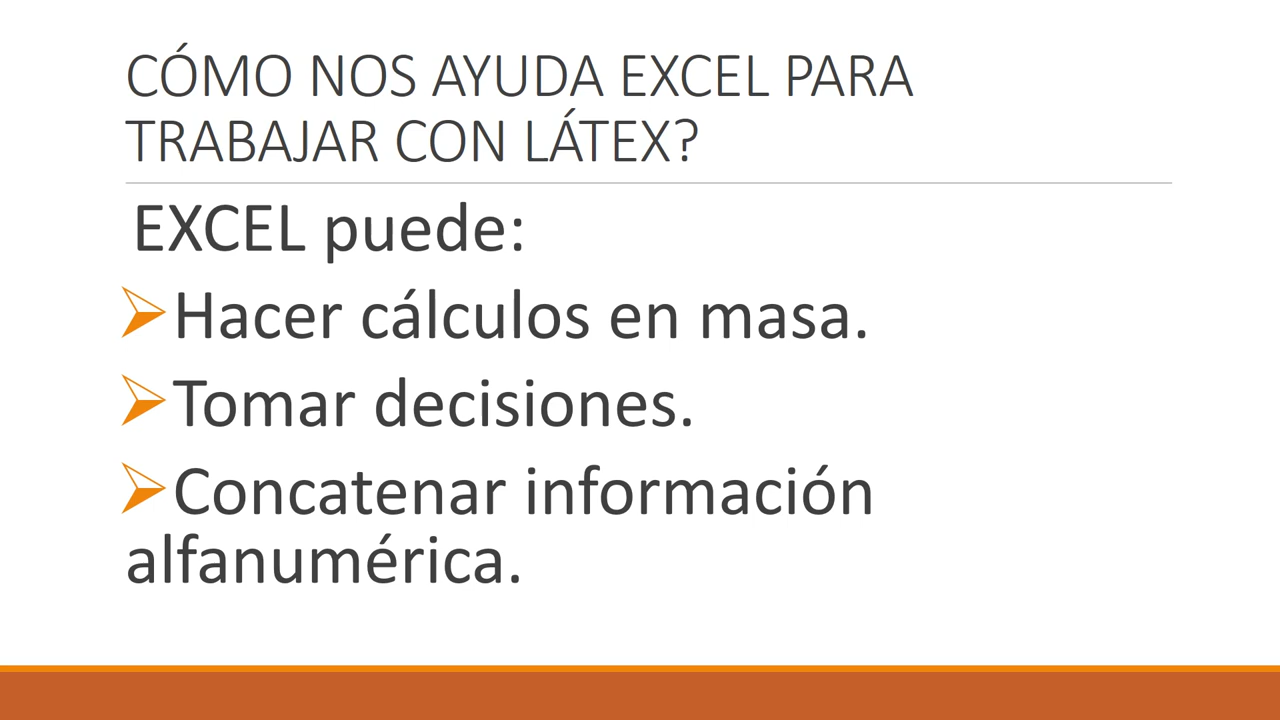 CÓMO NOS AYUDA EXCEL PARA
TRABAJAR CON LÁTEX?
EXCEL puede:
Hacer cálculos en masa.
Tomar decisiones.
Concatenar información
alfanumérica.